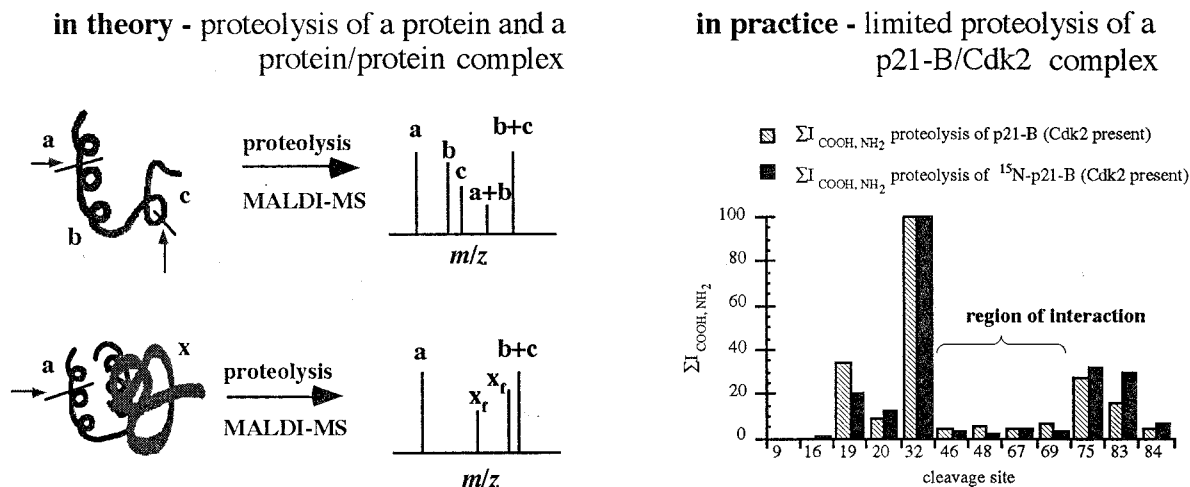 in theory - proteolysis of a protein and a
protein/protein complex
a
b
c
proteolysis
MALDI-MS
a
b
c
a+b
b+c
m/z
a
x
proteolysis
MALDI-MS
a
xf
xf
b+c
m/z
in practice - limited proteolysis of a
p21-B/Cdk2 complex
ΣI COOH, NH2 proteolysis of p21-B (Cdk2 present)
ΣI COOH, NH2 proteolysis of 15N-p21-B (Cdk2 present)
ΣI COOH, NH2
100
80
60
40
20
0
region of interaction
9 16 19 20 32 46 48 67 69 75 83 84
cleavage site